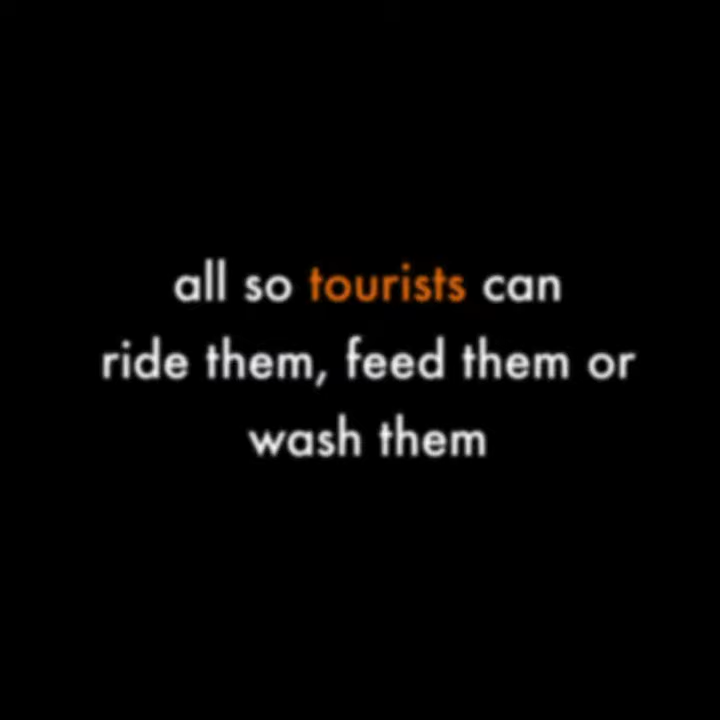 all so tourists can
ride them, feed them or
wash them